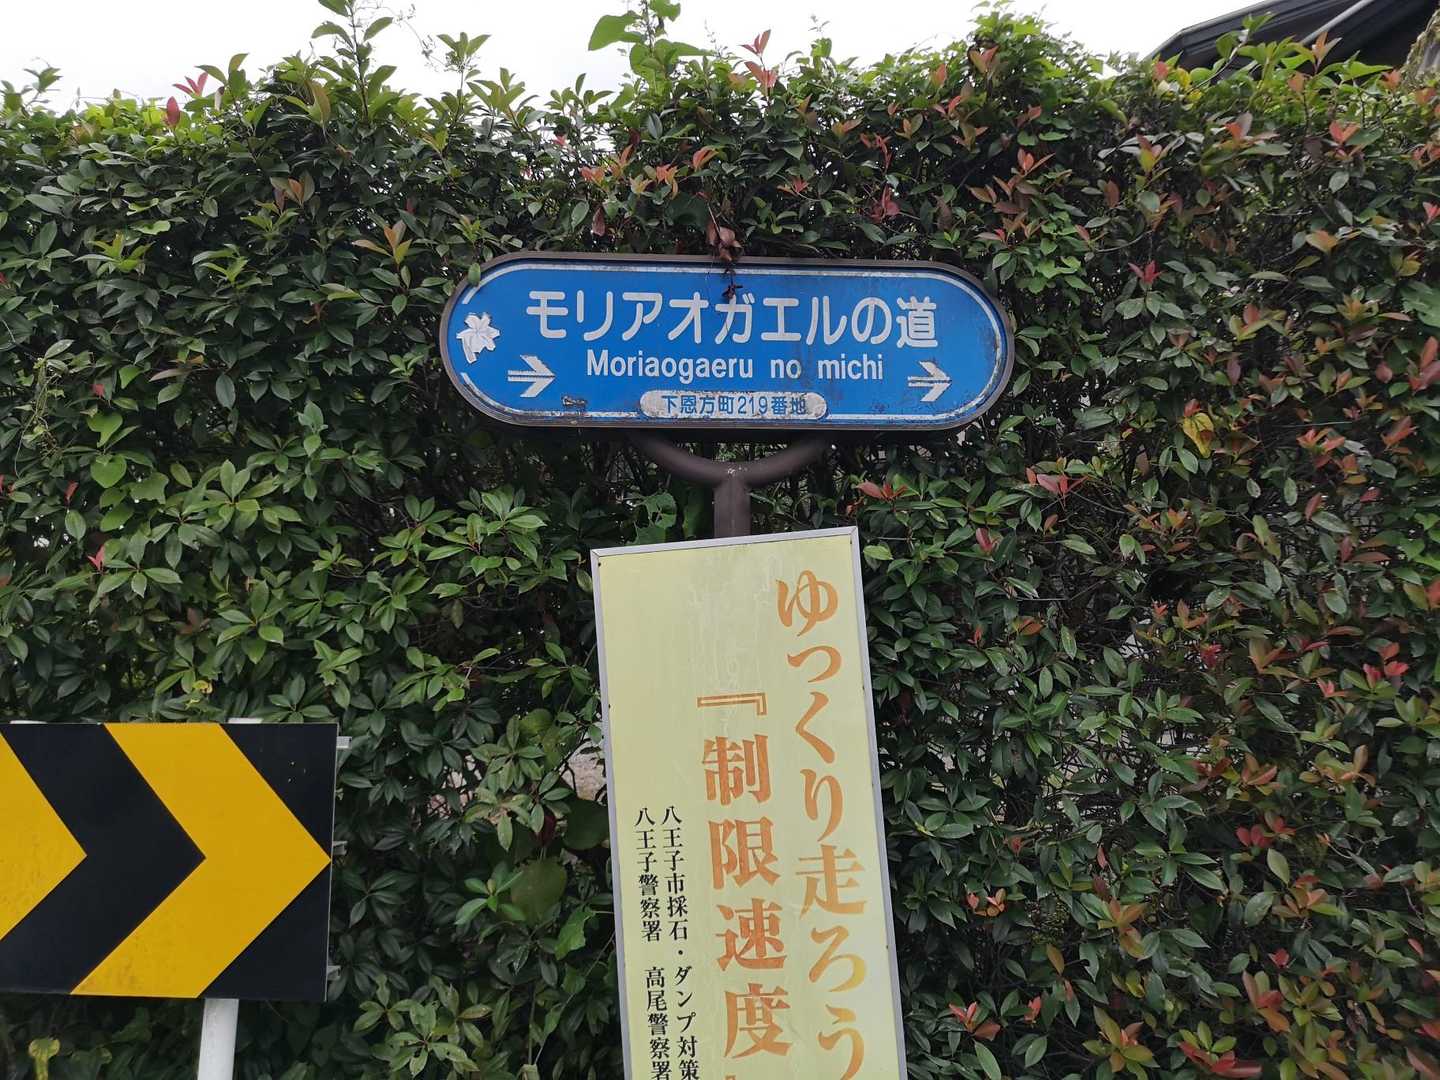 モリアオガエルの道
Moriaogaeru no michi
下恩方町219番地
ゆっくり走ろう
『制限速度』
八王子市採石・ダンプ対策
八王子警察署 高尾警察署